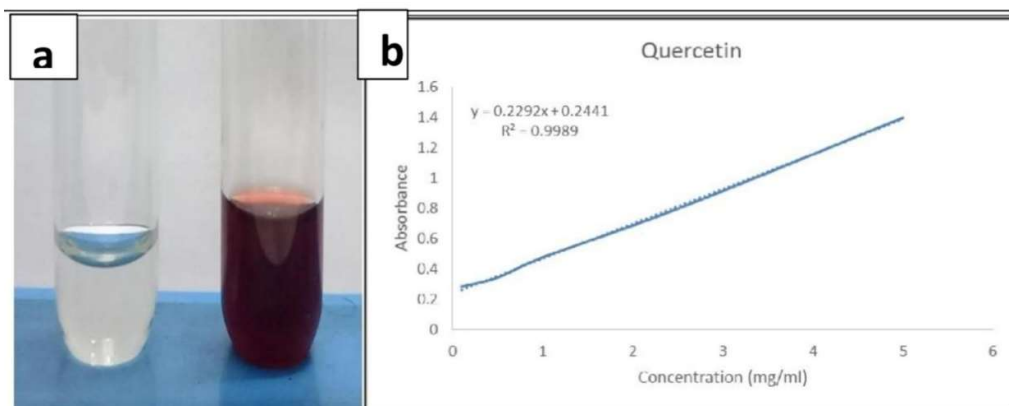 a
b
Quercetin
1.6
1.4
1.2
1
0.8
0.6
0.4
0.2
0
y = 0.2292x + 0.2441
R² = 0.9989
Absorbance
0
1
2
3
4
5
6
Concentration (mg/ml)